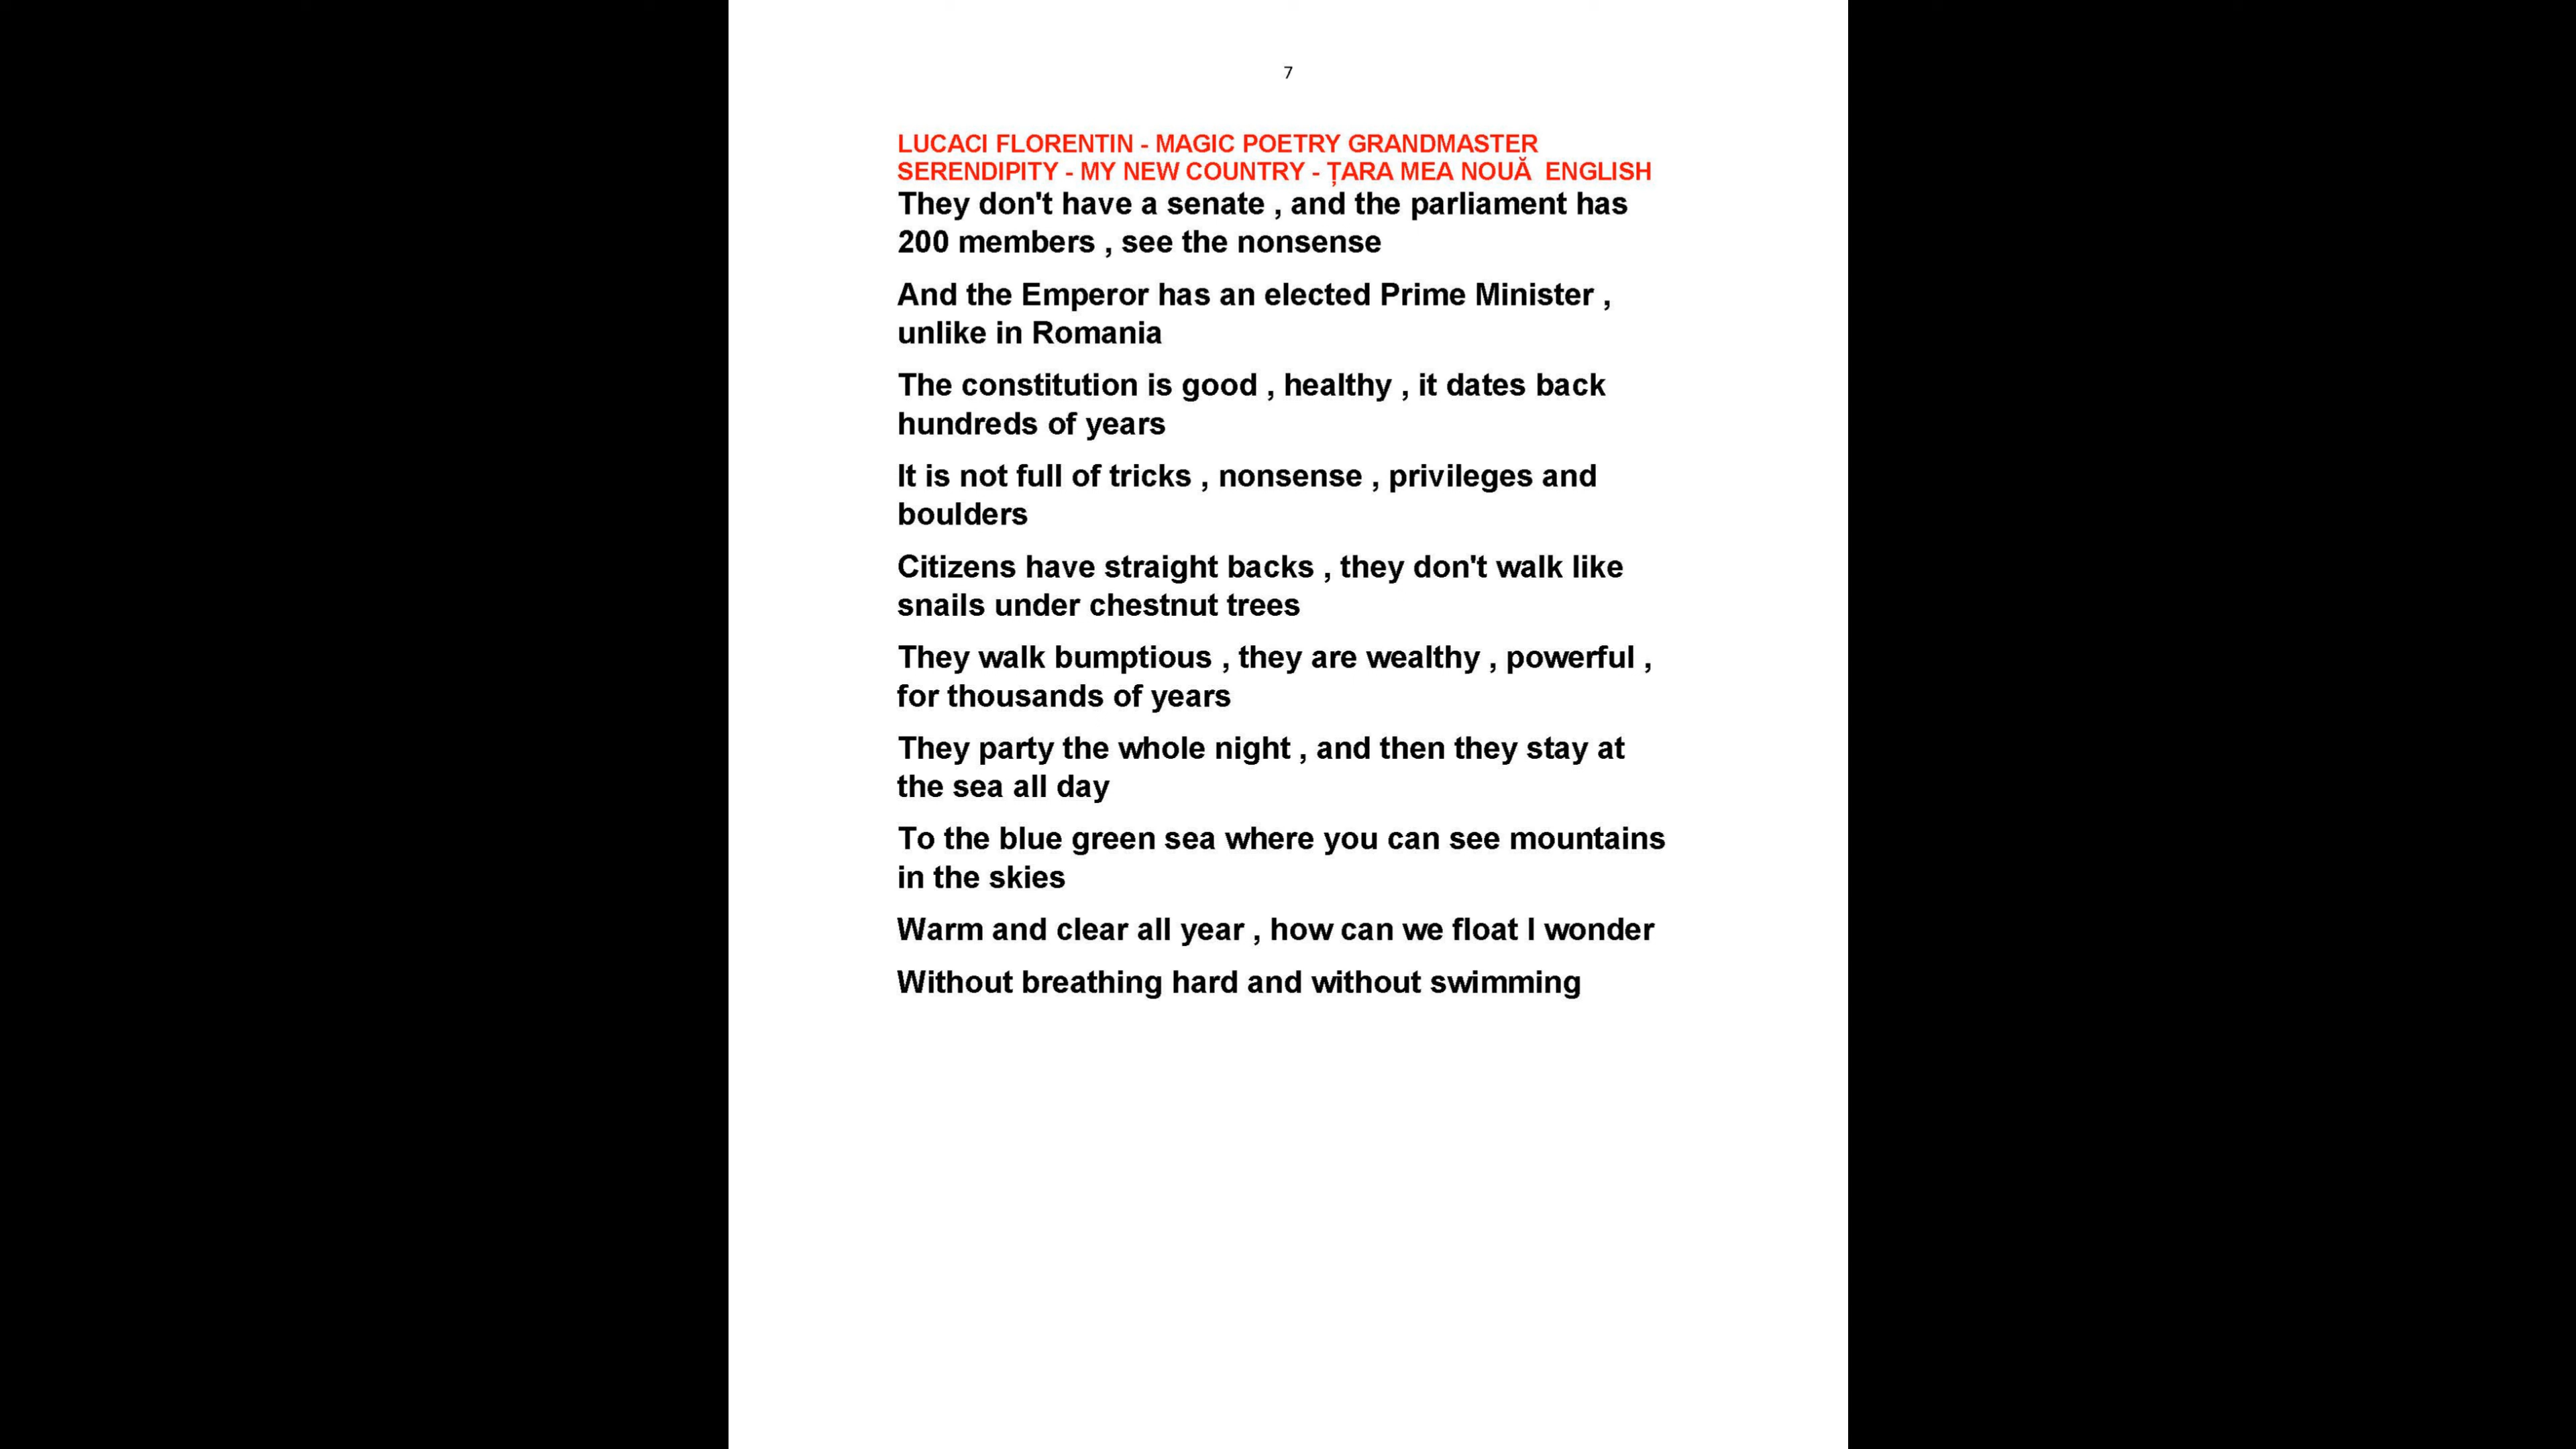 7
LUCACI FLORENTIN - MAGIC POETRY GRANDMASTER
SERENDIPITY - MY NEW COUNTRY - ȚARA MEA NOUĂ  ENGLISH
They don't have a senate , and the parliament has
200 members , see the nonsense
And the Emperor has an elected Prime Minister ,
unlike in Romania
The constitution is good , healthy , it dates back
hundreds of years
It is not full of tricks , nonsense , privileges and
boulders
Citizens have straight backs , they don't walk like
snails under chestnut trees
They walk bumptious , they are wealthy , powerful ,
for thousands of years
They party the whole night , and then they stay at
the sea all day
To the blue green sea where you can see mountains
in the skies
Warm and clear all year , how can we float I wonder
Without breathing hard and without swimming